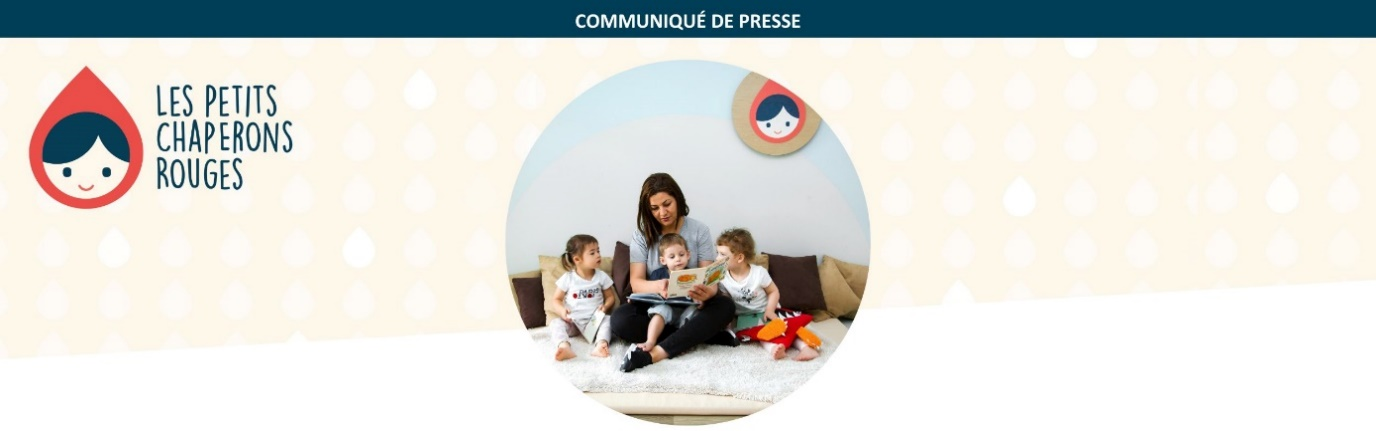 COMMUNIQUÉ DE PRESSE
LES PETITS
CHAPERONS
ROUGES